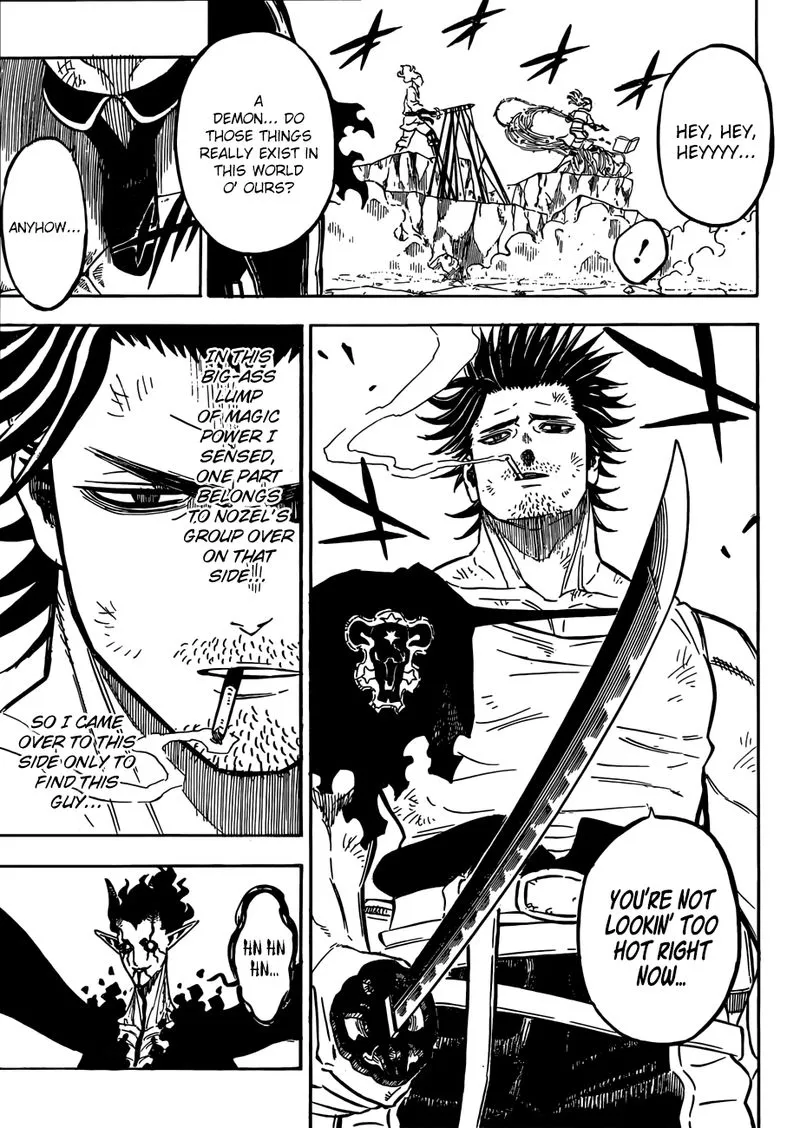 HEY, HEY,
HEYYYY...
!
A
DEMON... DO
THOSE THINGS
REALLY EXIST IN
THIS WORLD
O' OURS?
ANYHOW...
YOU'RE NOT
LOOKIN' TOO
HOT RIGHT
NOW...
IN THIS
BIG-ASS
LUMP
OF MAGIC
POWER I
SENSED,
ONE PART
BELONGS
TO NOZEL'S
GROUP OVER
ON THAT
SIDE...
SO I CAME
OVER TO THIS
SIDE ONLY TO
FIND THIS
GUY...
HN HN
HN...